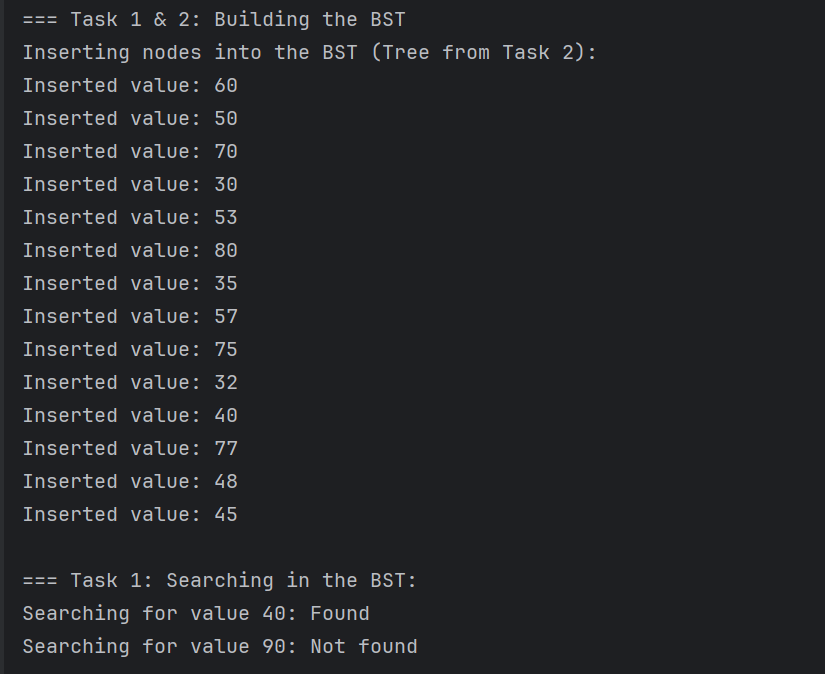 === Task 1 & 2: Building the BST
Inserting nodes into the BST (Tree from Task 2):
Inserted value: 60
Inserted value: 50
Inserted value: 70
Inserted value: 30
Inserted value: 53
Inserted value: 80
Inserted value: 35
Inserted value: 57
Inserted value: 75
Inserted value: 32
Inserted value: 40
Inserted value: 77
Inserted value: 48
Inserted value: 45
=== Task 1: Searching in the BST:
Searching for value 40: Found
Searching for value 90: Not found